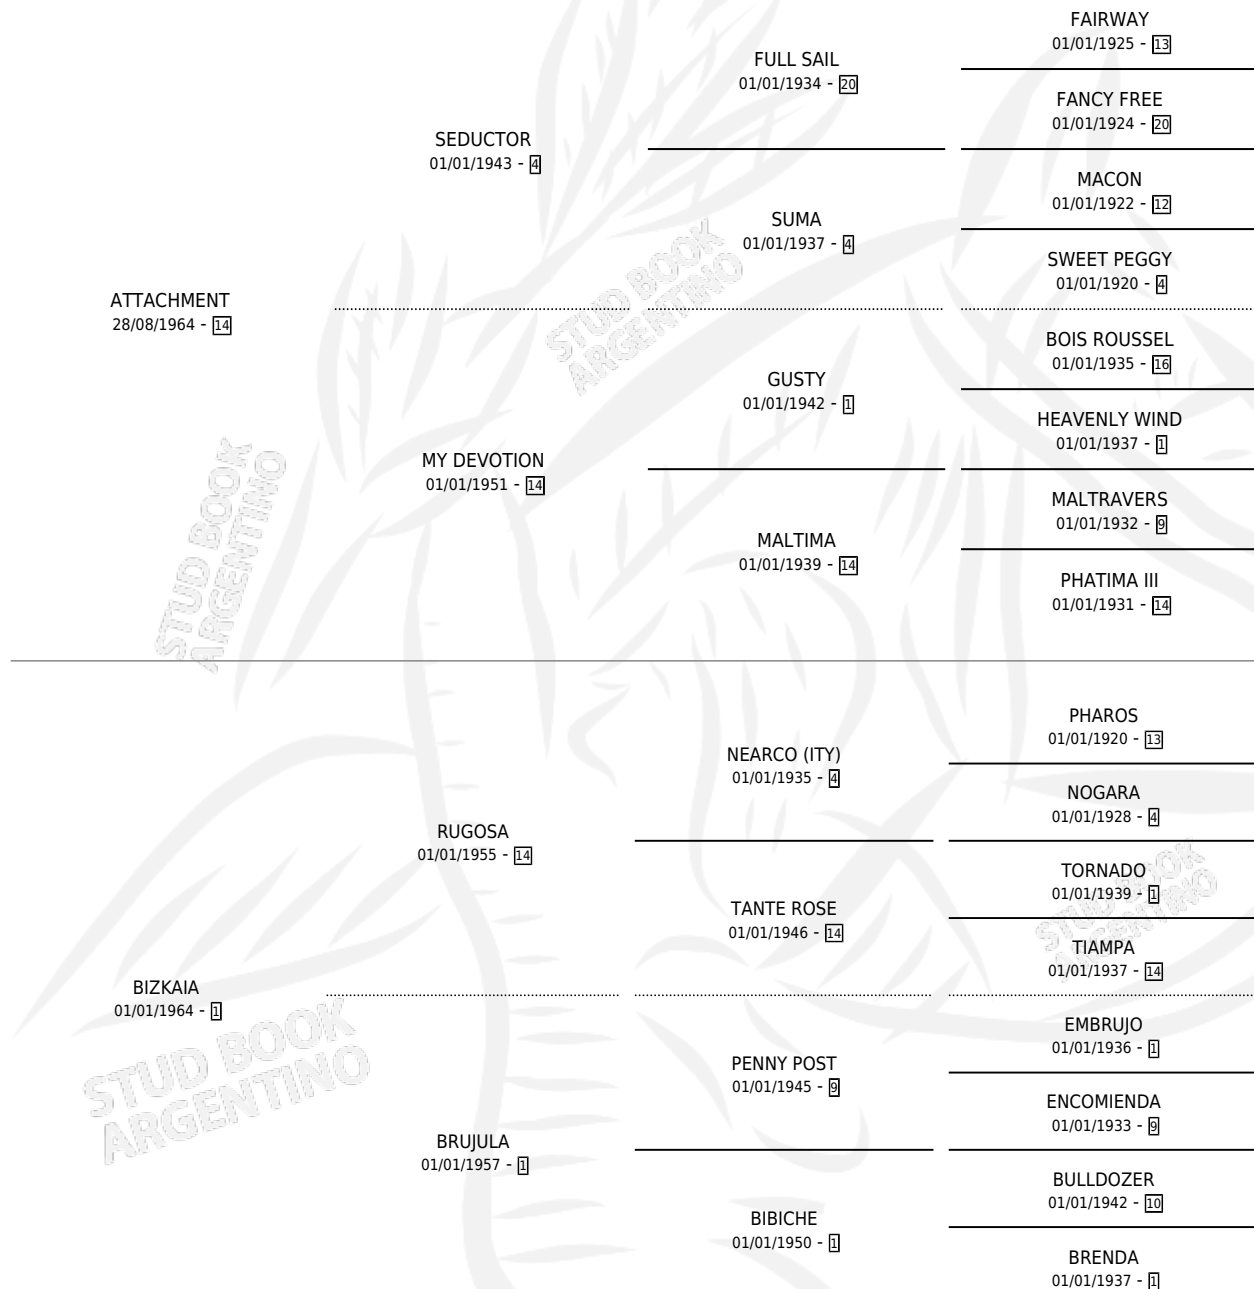 FAIRWAY
01/01/1925 - 13
FULL SAIL
01/01/1934 - 20
FANCY FREE
01/01/1924 - 20
SEDUCTOR
01/01/1943 - 4
MACON
01/01/1922 - 12
SUMA
01/01/1937 - 4
SWEET PEGGY
01/01/1920 - 4
ATTACHMENT
28/08/1964 - 14
STUD BOOK
ARGENTINO
BOIS ROUSSEL
01/01/1935 - 16
GUSTY
01/01/1942 - 1
HEAVENLY WIND
01/01/1937 - 1
MY DEVOTION
01/01/1951 - 14
MALTRAVERS
01/01/1932 - 9
MALTIMA
01/01/1939 - 14
PHATIMA III
01/01/1931 - 14
STUD BOOK
ARGENTINO
PHAROS
01/01/1920 - 13
NEARCO (ITY)
01/01/1935 - 4
NOGARA
01/01/1928 - 4
RUGOSA
01/01/1955 - 14
TORNADO
01/01/1939 - 1
TANTE ROSE
01/01/1946 - 14
TIAMPA
01/01/1937 - 14
STUD BOOK
ARGENTINO
BIZKAIA
01/01/1964 - 1
STUD BOOK
ARGENTINO
EMBRUJO
01/01/1936 - 1
PENNY POST
01/01/1945 - 9
ENCOMIENDA
01/01/1933 - 9
BRUJULA
01/01/1957 - 1
BULLDOZER
01/01/1942 - 10
BIBICHE
01/01/1950 - 1
BRENDA
01/01/1937 - 1